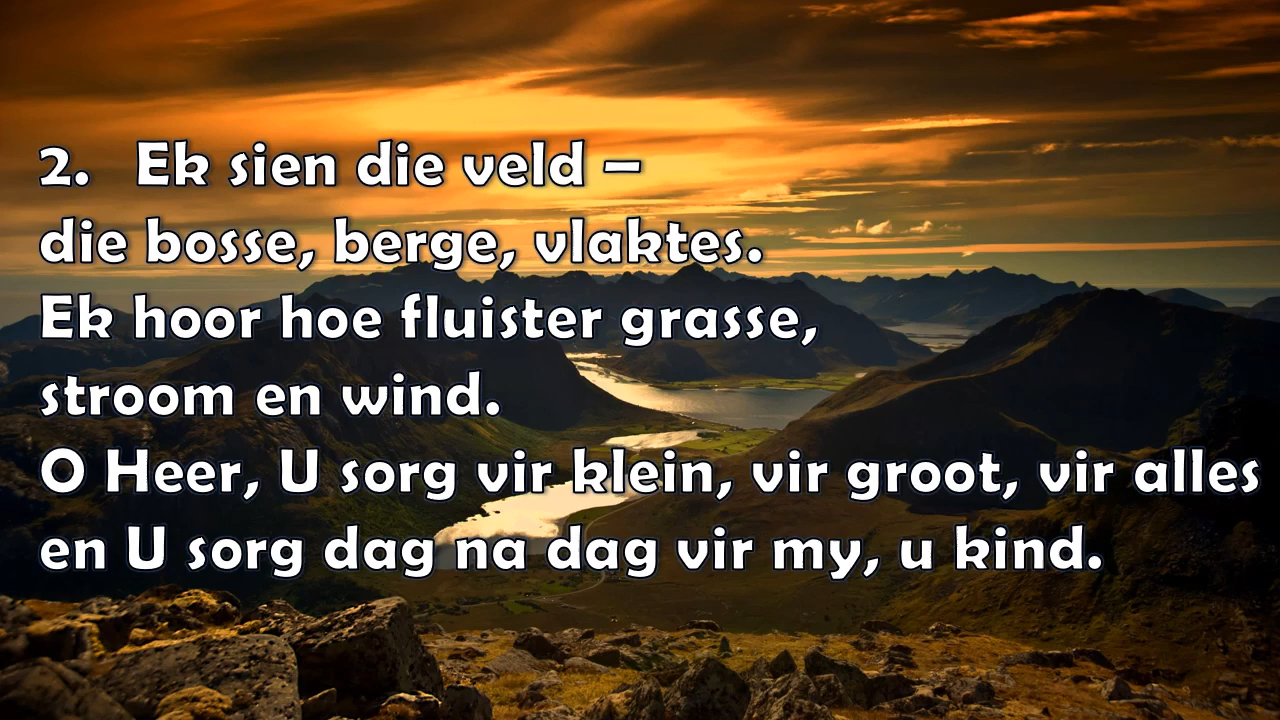 2. Ek sien die veld –
die bosse, berge, vlaktes.
Ek hoor hoe fluister grasse,
stroom en wind.
O Heer, U sorg vir klein, vir groot, vir alles
en U sorg dag na dag vir my, u kind.